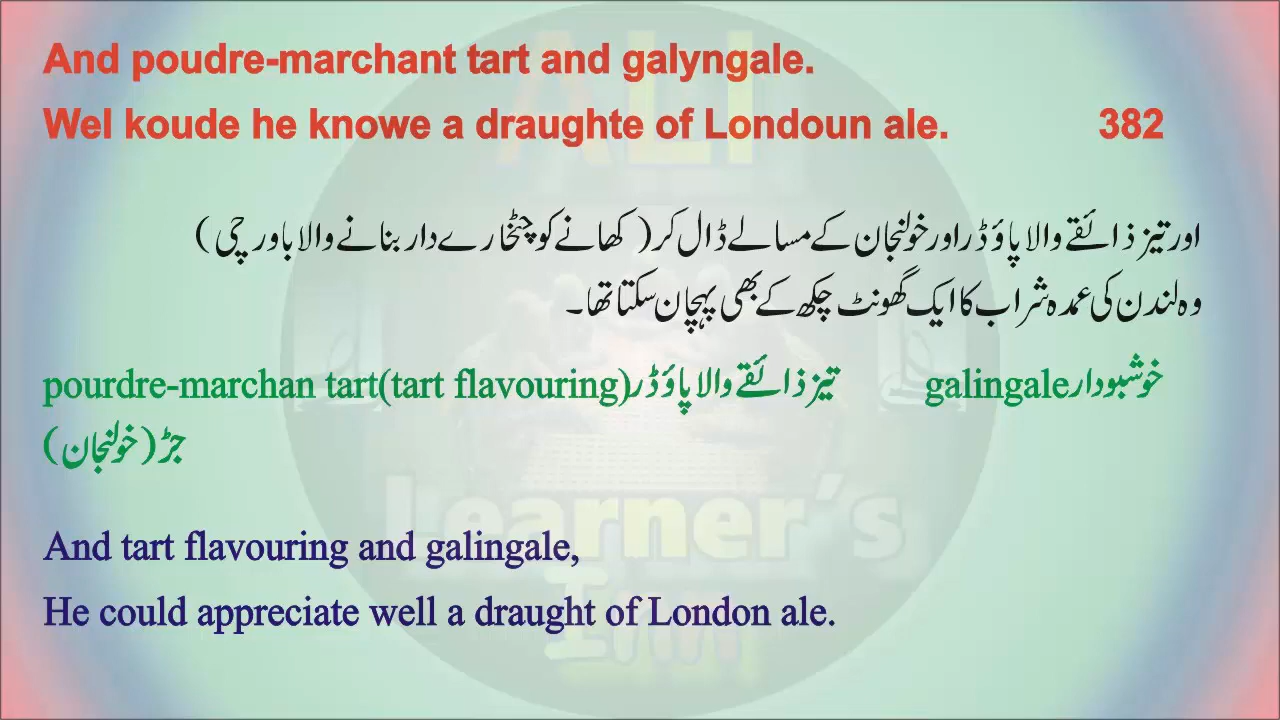 And poudre-marchant tart and galyngale.
Wel koude he knowe a draughte of Londoun ale. 382
اور تیز ذائقے والا پاؤڈر اور خولنجان کے مسالے ڈال کر ( کھانے کو چٹخارے دار بنانے والا باورچی )
وہ لندن کی عمدہ شراب کا ایک گھونٹ چکھ کے بھی پہچان سکتا تھا۔
pourdre-marchan tart(tart flavouring)تیز ذائقے والا پاؤڈر galingaleخوشبودار
جڑ (خولنجان)
And tart flavouring and galingale,
He could appreciate well a draught of London ale.
ALI
Learner's
Inn